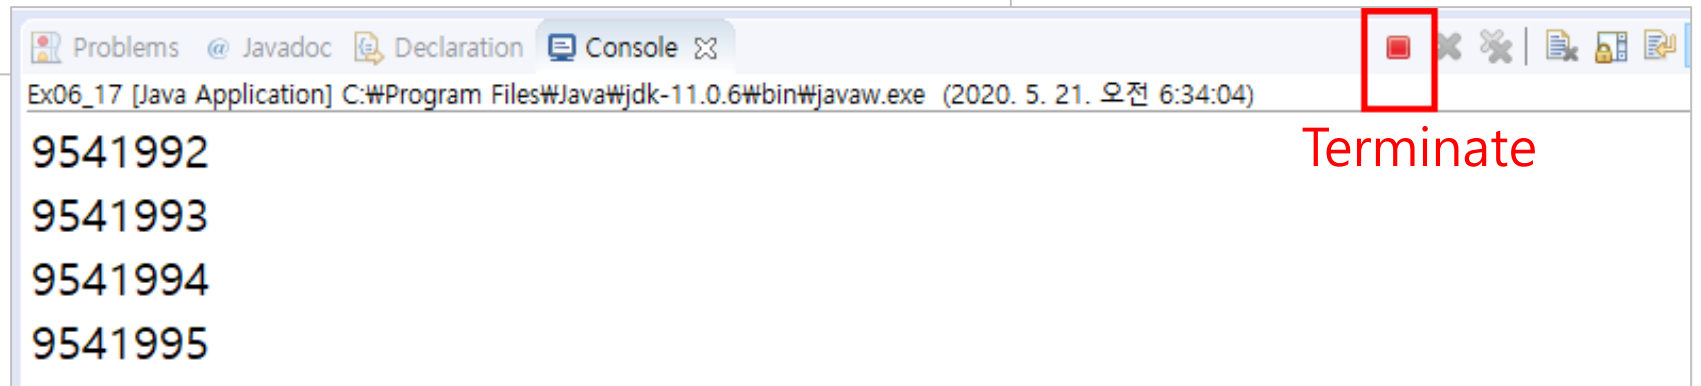 Problems @ Javadoc Declaration Console
Ex06_17 [Java Application] C:₩Program Files₩Java₩jdk-11.0.6₩bin₩javaw.exe (2020. 5. 21. 오전 6:34:04)
Terminate
9541992
9541993
9541994
9541995